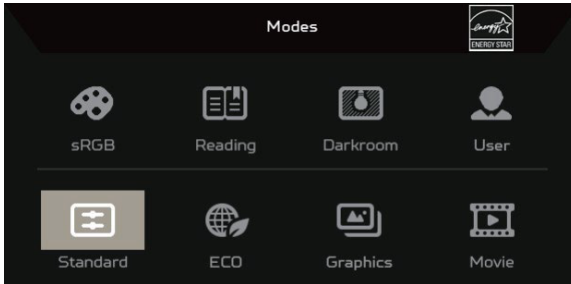 Modes
energy
ENERGY STAR
sRGB Reading Darkroom User
Standard ECO Graphics Movie